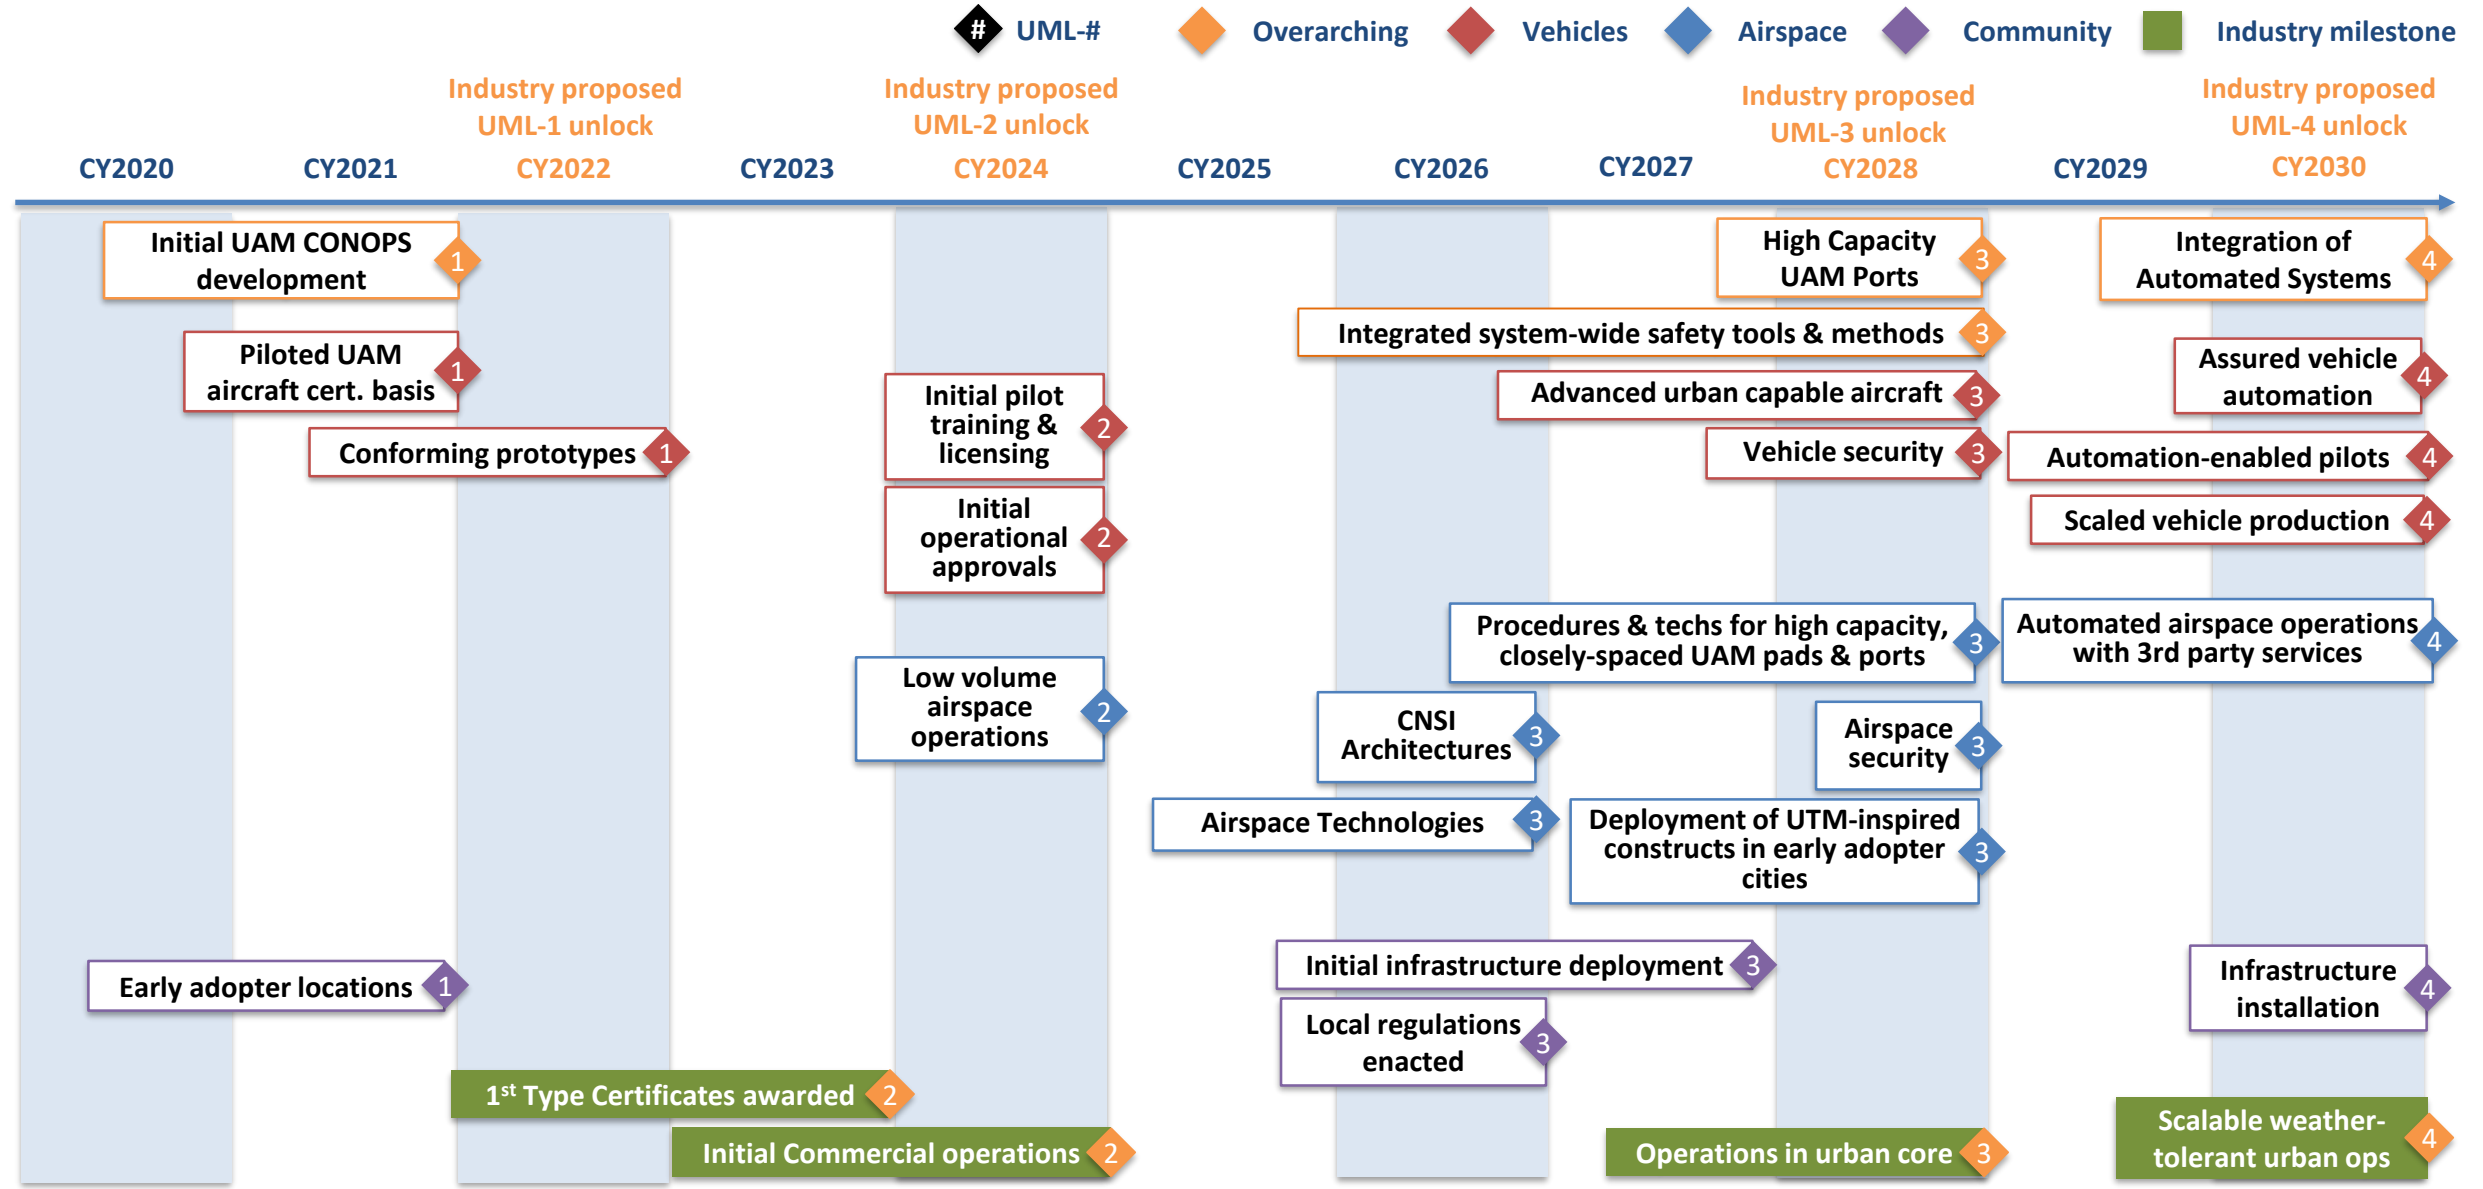 # UML-# Overarching Vehicles Airspace Community Industry milestone
Industry proposed
UML-1 unlock
CY2022
Industry proposed
UML-2 unlock
CY2024
Industry proposed
UML-3 unlock
CY2028
Industry proposed
UML-4 unlock
CY2030
CY2020
CY2021
CY2023
CY2025
CY2026
CY2027
CY2029
Initial UAM CONOPS
development
1
High Capacity
UAM Ports
3
Integration of
Automated Systems
4
Integrated system-wide safety tools & methods
3
Piloted UAM
aircraft cert. basis
1
Initial pilot
training &
licensing
2
Advanced urban capable aircraft
3
Assured vehicle
automation
4
Conforming prototypes
1
Vehicle security
3
Automation-enabled pilots
4
Initial
operational
approvals
2
Scaled vehicle production
4
Procedures & techs for high capacity,
closely-spaced UAM pads & ports
3
Automated airspace operations
with 3rd party services
4
Low volume
airspace
operations
2
CNSI
Architectures
3
Airspace
security
3
Airspace Technologies
3
Deployment of UTM-inspired
constructs in early adopter
cities
3
Early adopter locations
1
Initial infrastructure deployment
3
Infrastructure
installation
4
Local regulations
enacted
3
1st Type Certificates awarded
2
Initial Commercial operations
2
Operations in urban core
3
Scalable weather-
tolerant urban ops
4